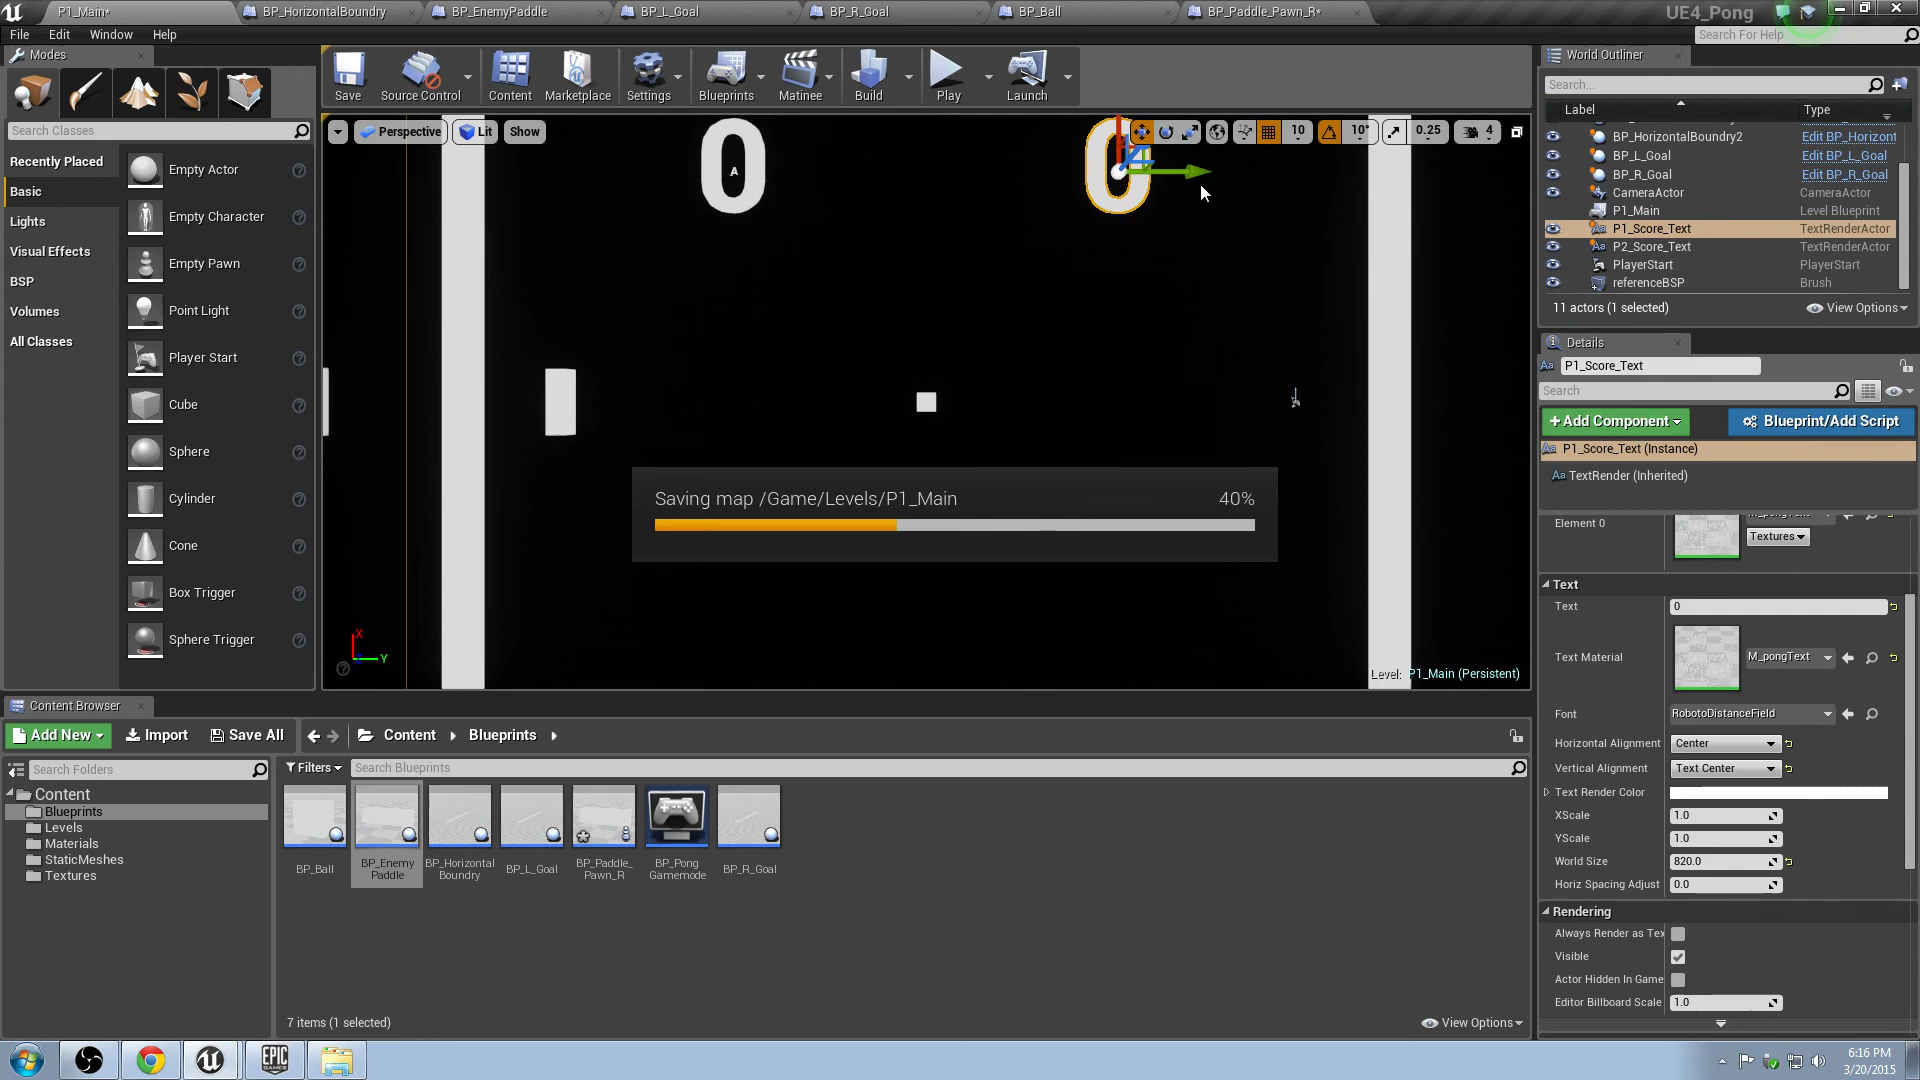 P1_Main*
BP_HorizontalBoundry
BP_EnemyPaddle
BP_L_Goal
BP_R_Goal
BP_Ball
BP_Paddle_Pawn_R*
UE4_Pong
File Edit Window Help
Search For Help
Modes
Save
Source Control
Content
Marketplace
Settings
Blueprints
Matinee
Build
Play
Launch
World Outliner
Search...
Label
Type
BP_HorizontalBoundry2 Edit BP_Horizont
BP_L_Goal Edit BP_L_Goal
BP_R_Goal Edit BP_R_Goal
CameraActor CameraActor
P1_Main Level Blueprint
P1_Score_Text TextRenderActor
P2_Score_Text TextRenderActor
PlayerStart PlayerStart
referenceBSP Brush
11 actors (1 selected)
View Options
Search Classes
Recently Placed
Basic
Lights
Visual Effects
BSP
Volumes
All Classes
Empty Actor
Empty Character
Empty Pawn
Point Light
Player Start
Cube
Sphere
Cylinder
Cone
Box Trigger
Sphere Trigger
Perspective
Lit
Show
10
10°
0.25
4
0
A
0
Saving map /Game/Levels/P1_Main 40%
X
Y
Level: P1_Main (Persistent)
Details
P1_Score_Text
Search
+Add Component
Blueprint/Add Script
P1_Score_Text (Instance)
TextRender (Inherited)
Element 0
Textures
Text
Text 0
Text Material M_pongText
Font RobotoDistanceField
Horizontal Alignment Center
Vertical Alignment Text Center
Text Render Color
XScale 1.0
YScale 1.0
World Size 820.0
Horiz Spacing Adjust 0.0
Rendering
Always Render as Tex
Visible
Actor Hidden In Game
Editor Billboard Scale 1.0
Content Browser
Add New
Import
Save All
Content
Blueprints
Search Folders
Filters
Search Blueprints
Content
Blueprints
Levels
Materials
StaticMeshes
Textures
BP_Ball
BP_Enemy
Paddle
BP_Horizontal
Boundry
BP_L_Goal
BP_Paddle_
Pawn_R
BP_Pong
Gamemode
BP_R_Goal
7 items (1 selected)
View Options
EPIC
GAMES
6:16 PM
3/20/2015